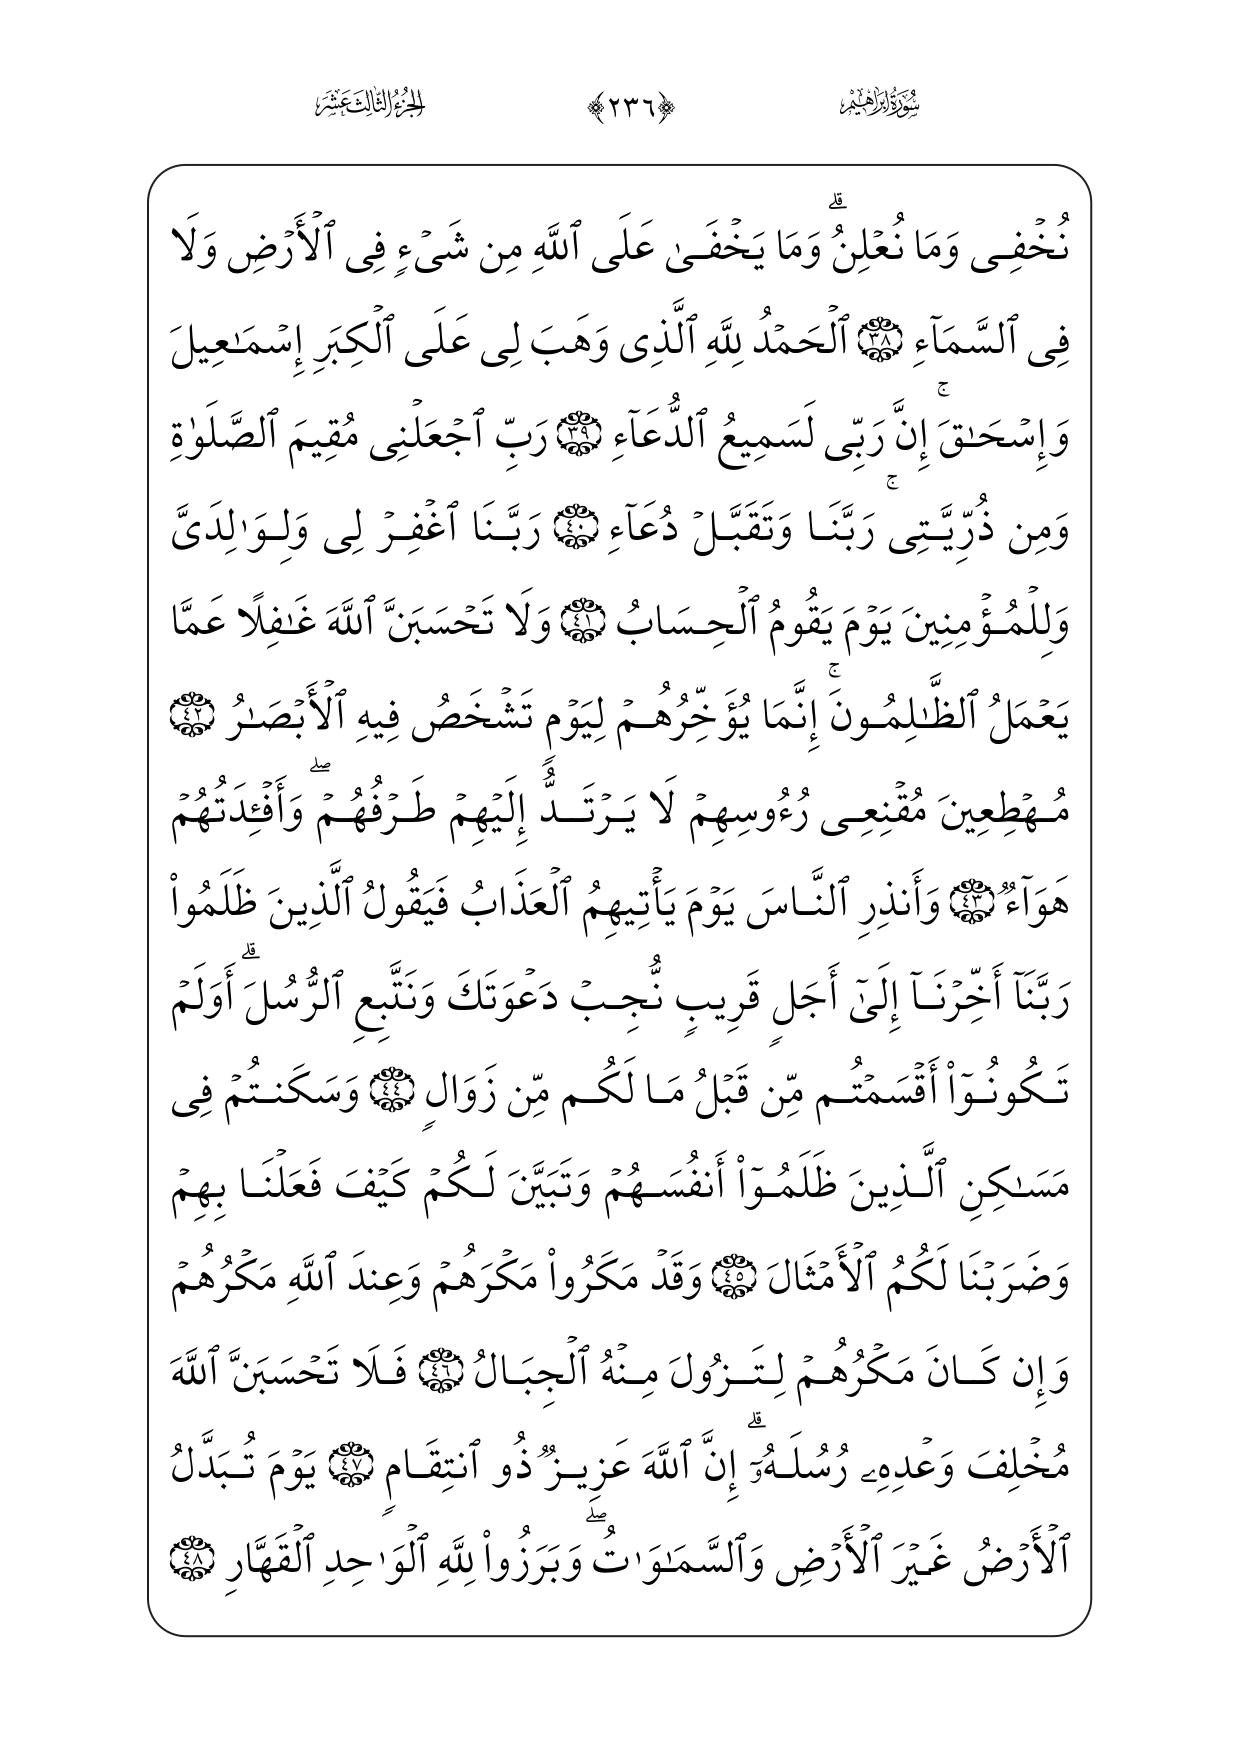 سُورَةُ إِبْرَاهِيم ﴿٢٣٦﴾ الجُزْءُ الثَّالِثَ عَشَرَ
نُخۡفِي وَمَا نُعۡلِنُۗ وَمَا يَخۡفَىٰ عَلَى ٱللَّهِ مِن شَيۡءٖ فِي ٱلۡأَرۡضِ وَلَا
فِي ٱلسَّمَآءِ ٣٨ ٱلۡحَمۡدُ لِلَّهِ ٱلَّذِي وَهَبَ لِي عَلَى ٱلۡكِبَرِ إِسۡمَٰعِيلَ
وَإِسۡحَٰقَۚ إِنَّ رَبِّي لَسَمِيعُ ٱلدُّعَآءِ ٣٩ رَبِّ ٱجۡعَلۡنِي مُقِيمَ ٱلصَّلَوٰةِ
وَمِن ذُرِّيَّتِيۚ رَبَّنَا وَتَقَبَّلۡ دُعَآءِ ٤٠ رَبَّنَا ٱغۡفِرۡ لِي وَلِوَٰلِدَيَّ
وَلِلۡمُؤۡمِنِينَ يَوۡمَ يَقُومُ ٱلۡحِسَابُ ٤١ وَلَا تَحۡسَبَنَّ ٱللَّهَ غَٰفِلًا عَمَّا
يَعۡمَلُ ٱلظَّٰلِمُونَۚ إِنَّمَا يُؤَخِّرُهُمۡ لِيَوۡمٖ تَشۡخَصُ فِيهِ ٱلۡأَبۡصَٰرُ ٤٢
مُهۡطِعِينَ مُقۡنِعِي رُءُوسِهِمۡ لَا يَرۡتَدُّ إِلَيۡهِمۡ طَرۡفُهُمۡۖ وَأَفۡـِٔدَتُهُمۡ
هَوَآءٞ ٤٣ وَأَنذِرِ ٱلنَّاسَ يَوۡمَ يَأۡتِيهِمُ ٱلۡعَذَابُ فَيَقُولُ ٱلَّذِينَ ظَلَمُواْ
رَبَّنَآ أَخِّرۡنَآ إِلَىٰٓ أَجَلٖ قَرِيبٖ نُّجِبۡ دَعۡوَتَكَ وَنَتَّبِعِ ٱلرُّسُلَۗ أَوَلَمۡ
تَكُونُوٓاْ أَقۡسَمۡتُم مِّن قَبۡلُ مَا لَكُم مِّن زَوَالٖ ٤٤ وَسَكَنتُمۡ فِي
مَسَٰكِنِ ٱلَّذِينَ ظَلَمُوٓاْ أَنفُسَهُمۡ وَتَبَيَّنَ لَكُمۡ كَيۡفَ فَعَلۡنَا بِهِمۡ
وَضَرَبۡنَا لَكُمُ ٱلۡأَمۡثَالَ ٤٥ وَقَدۡ مَكَرُواْ مَكۡرَهُمۡ وَعِندَ ٱللَّهِ مَكۡرُهُمۡ
وَإِن كَانَ مَكۡرُهُمۡ لِتَزُولَ مِنۡهُ ٱلۡجِبَالُ ٤٦ فَلَا تَحۡسَبَنَّ ٱللَّهَ
مُخۡلِفَ وَعۡدِهِۦ رُسُلَهُۥٓۗ إِنَّ ٱللَّهَ عَزِيزٞ ذُو ٱنتِقَامٖ ٤٧ يَوۡمَ تُبَدَّلُ
ٱلۡأَرۡضُ غَيۡرَ ٱلۡأَرۡضِ وَٱلسَّمَٰوَٰتُۖ وَبَرَزُواْ لِلَّهِ ٱلۡوَٰحِدِ ٱلۡقَهَّارِ ٤٨